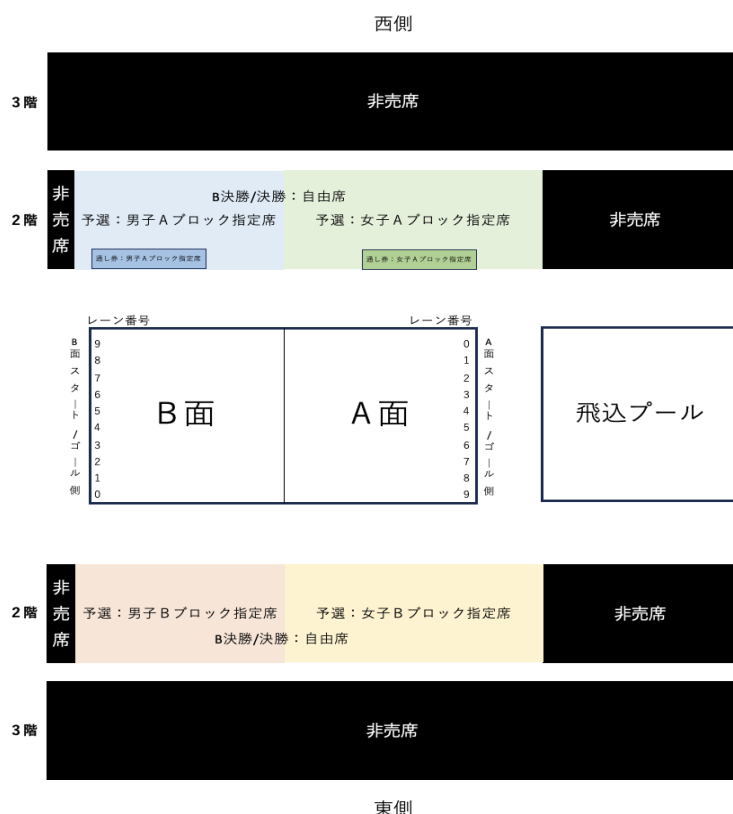 西側
3階
非売席
非売席
2階
B決勝/決勝：自由席
予選：男子Aブロック指定席
予選：女子Aブロック指定席
通し券：男子Aブロック指定席
通し券：女子Aブロック指定席
非売席
レーン番号
レーン番号
B面スタート/ゴール側
9
8
7
6
5
4
3
2
1
0
B面
A面
0
1
2
3
4
5
6
7
8
9
A面スタート/ゴール側
飛込プール
2階
非売席
予選：男子Bブロック指定席
予選：女子Bブロック指定席
B決勝/決勝：自由席
非売席
3階
非売席
東側